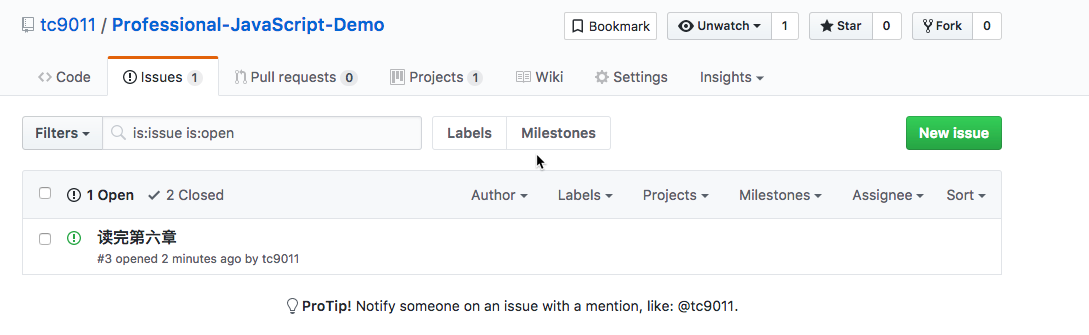 tc9011 / Professional-JavaScript-Demo Bookmark Unwatch 1 Star 0 Fork 0
Code Issues 1 Pull requests 0 Projects 1 Wiki Settings Insights
Filters is:issue is:open Labels Milestones New issue
1 Open 2 Closed Author Labels Projects Milestones Assignee Sort
读完第六章
#3 opened 2 minutes ago by tc9011
ProTip! Notify someone on an issue with a mention, like: @tc9011.